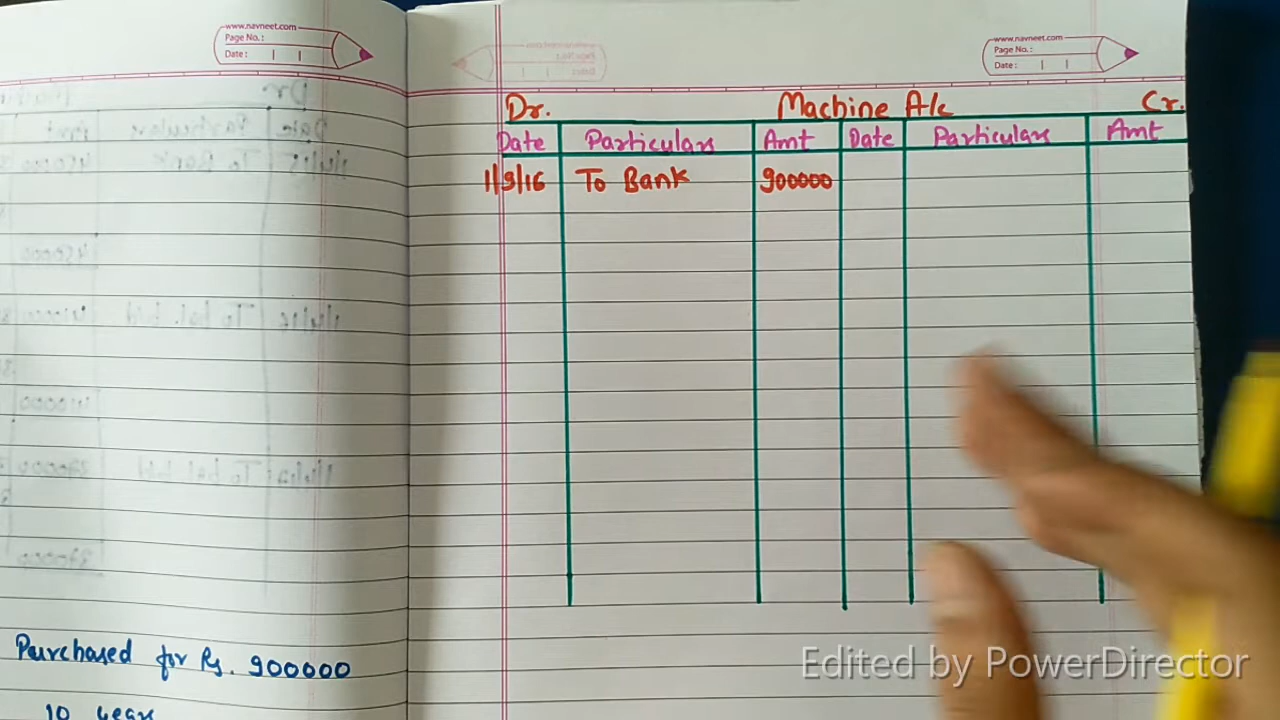 www.navneet.com
Page No. :
Date :
www.navneet.com
Page No. :
Date :
Dr. Machine A/c Cr.
Date Particulars Amt Date Particulars Amt
1/9/16 To Bank 900000
Purchased for Rs. 900000
10 year
Edited by PowerDirector